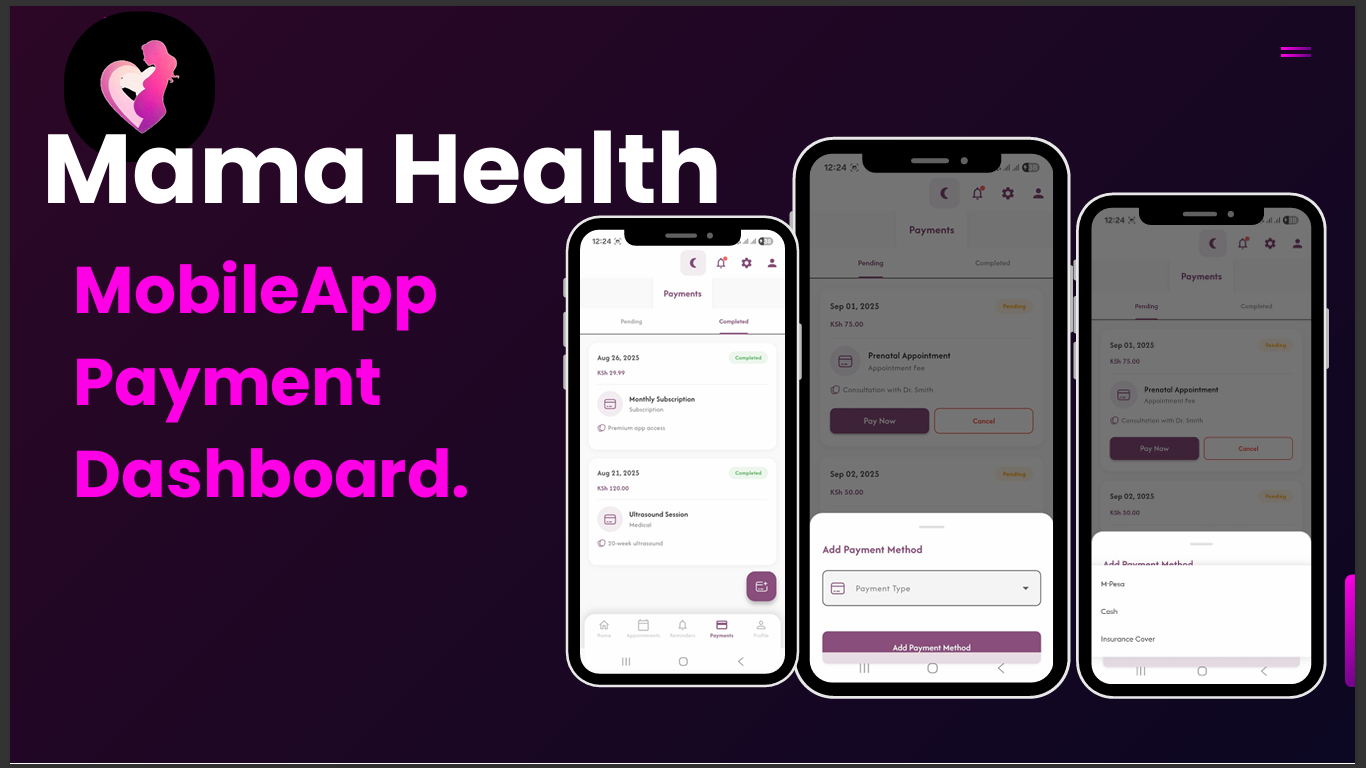 Mama Health
MobileApp
Payment
Dashboard.
12:24
Payments
Pending
Completed
Aug 26, 2025
Completed
KSh 29.99
Monthly Subscription
Subscription
Premium app access
Aug 21, 2025
Completed
KSh 120.00
Ultrasound Session
Medical
20-week ultrasound
Home
Appointments
Reminders
Payments
Profile
12:24
Payments
Pending
Completed
Sep 01, 2025
Pending
KSh 75.00
Prenatal Appointment
Appointment Fee
Consultation with Dr. Smith
Pay Now
Cancel
Sep 02, 2025
Pending
KSh 50.00
Add Payment Method
Payment Type
Add Payment Method
12:24
Payments
Pending
Completed
Sep 01, 2025
Pending
KSh 75.00
Prenatal Appointment
Appointment Fee
Consultation with Dr. Smith
Pay Now
Cancel
Sep 02, 2025
Pending
KSh 50.00
Add Payment Method
M-Pesa
Cash
Insurance Cover